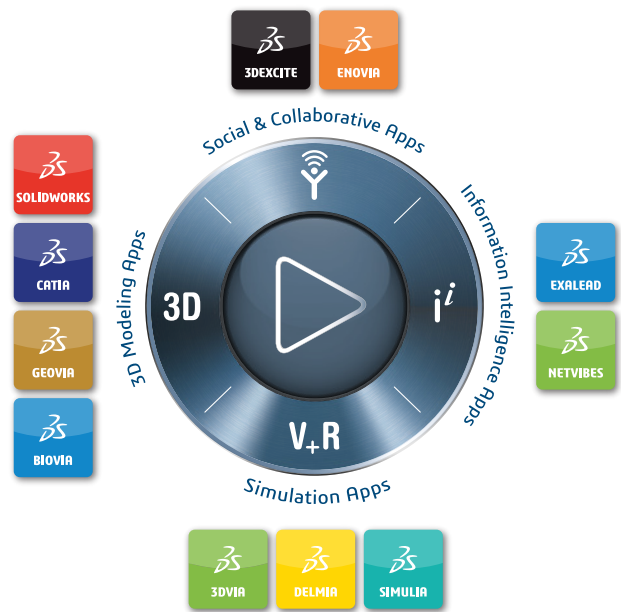 3DEXCITE
ENOVIA
Social & Collaborative Apps
SOLIDWORKS
CATIA
GEOVIA
BIOVIA
3D Modeling Apps
3D
iⁱ
V+R
Information Intelligence Apps
EXALEAD
NETVIBES
Simulation Apps
3DVIA
DELMIA
SIMULIA